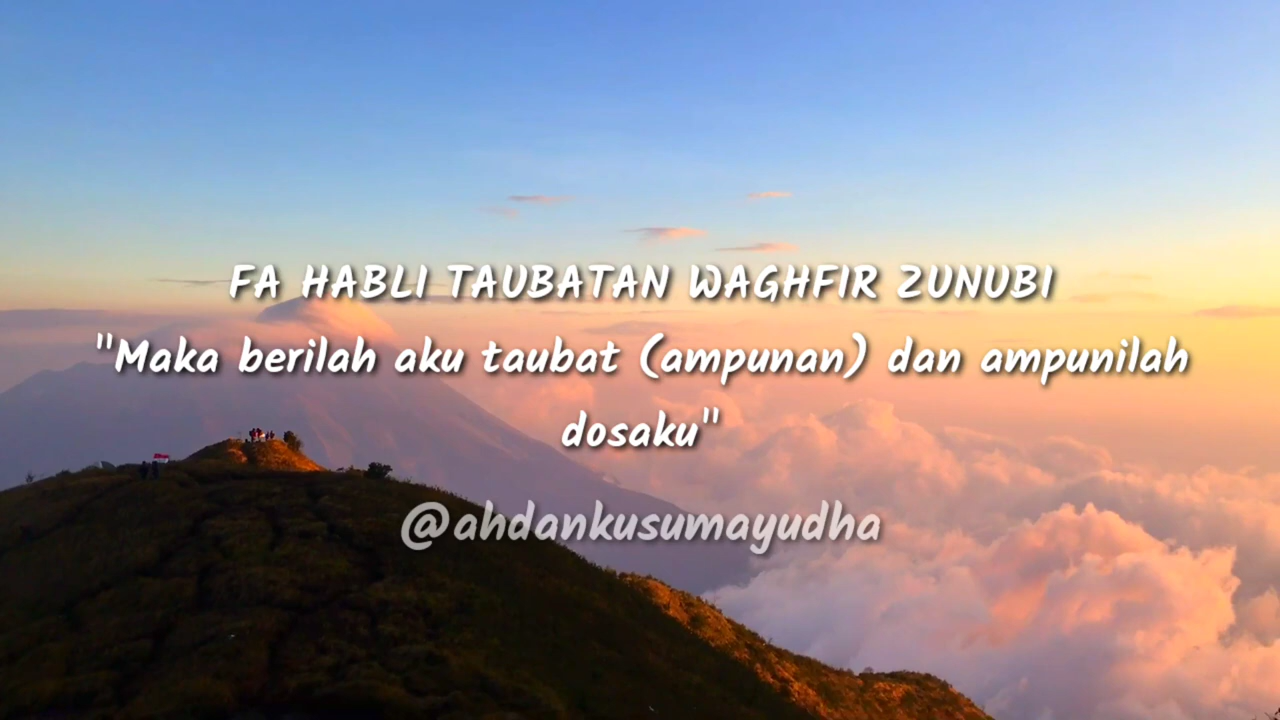 FA HABLI TAUBATAN WAGHFIR ZUNUBI
"Maka berilah aku taubat (ampunan) dan ampunilah
dosaku"
@ahdankusumayudha